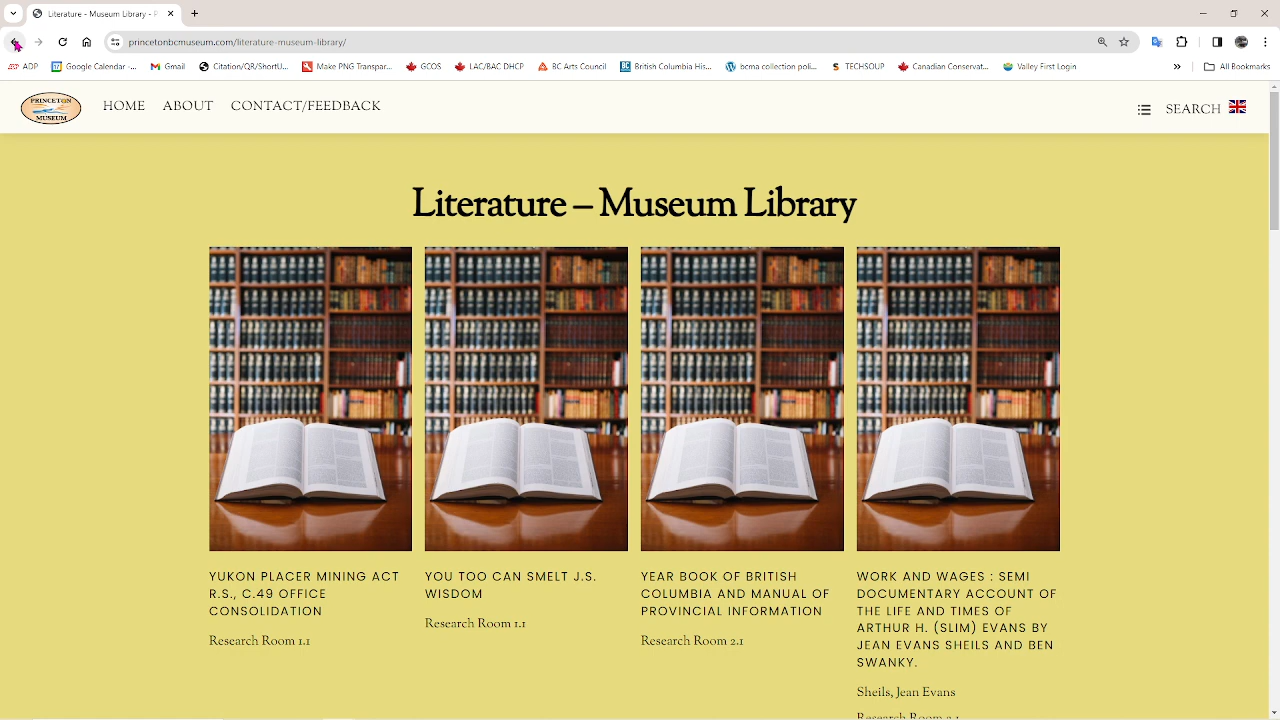 Museum Library - P
princetonbcmuseum.com/literature-museum-library/
ADP
Google Calendar -...
Gmail
Citation/QR/ShortU...
Make PNG Transpar...
GCOS
LAC/BAC DHCP
BC Arts Council
British Columbia His...
bcmna collection poli...
TECHSOUP
Canadian Conservat...
Valley First Login
All Bookmarks
PRINCETON
MUSEUM
HOME
ABOUT
CONTACT/FEEDBACK
SEARCH
Literature – Museum Library
YUKON PLACER MINING ACT
R.S., C.49 OFFICE
CONSOLIDATION
Research Room 1.1
YOU TOO CAN SMELT J.S.
WISDOM
Research Room 1.1
YEAR BOOK OF BRITISH
COLUMBIA AND MANUAL OF
PROVINCIAL INFORMATION
Research Room 2.1
WORK AND WAGES : SEMI
DOCUMENTARY ACCOUNT OF
THE LIFE AND TIMES OF
ARTHUR H. (SLIM) EVANS BY
JEAN EVANS SHEILS AND BEN
SWANKY.
Sheils, Jean Evans
Research Room